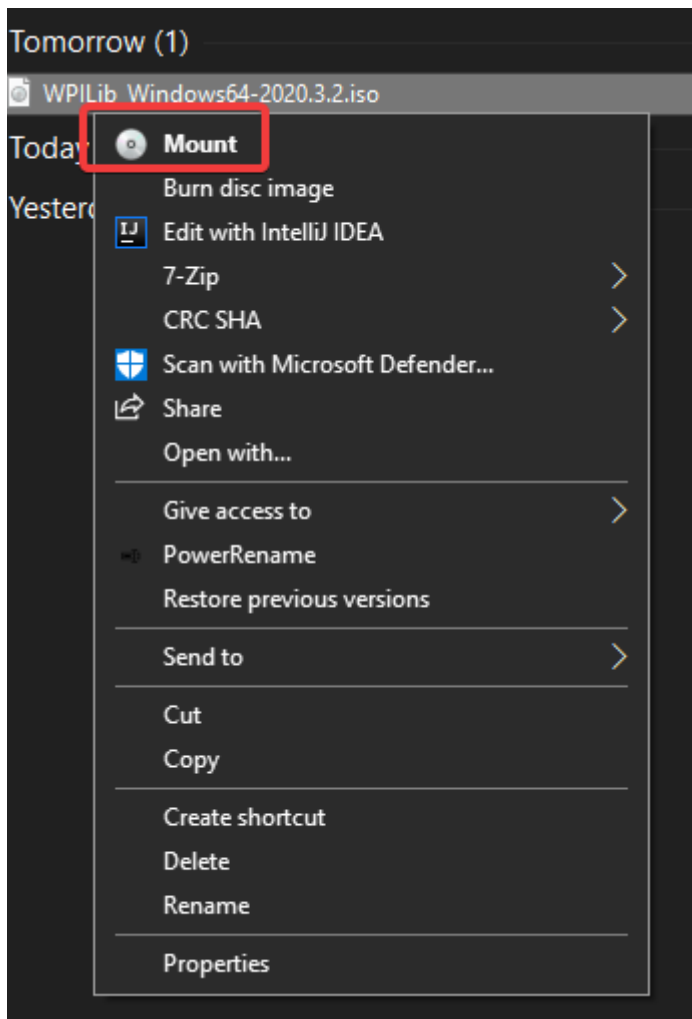 Tomorrow (1)
WPILib_Windows64-2020.3.2.iso
Today
Mount
Burn disc image
Yester
Edit with IntelliJ IDEA
7-Zip
CRC SHA
Scan with Microsoft Defender...
Share
Open with...
Give access to
PowerRename
Restore previous versions
Send to
Cut
Copy
Create shortcut
Delete
Rename
Properties